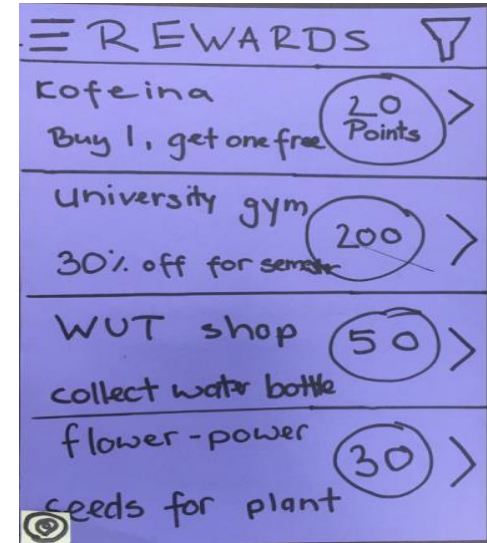 REWARDS
Kofeina
20
Points
Buy 1, get one free
University gym
200
30% off for semester
WUT shop
50
collect water bottle
flower-power
30
seeds for plant